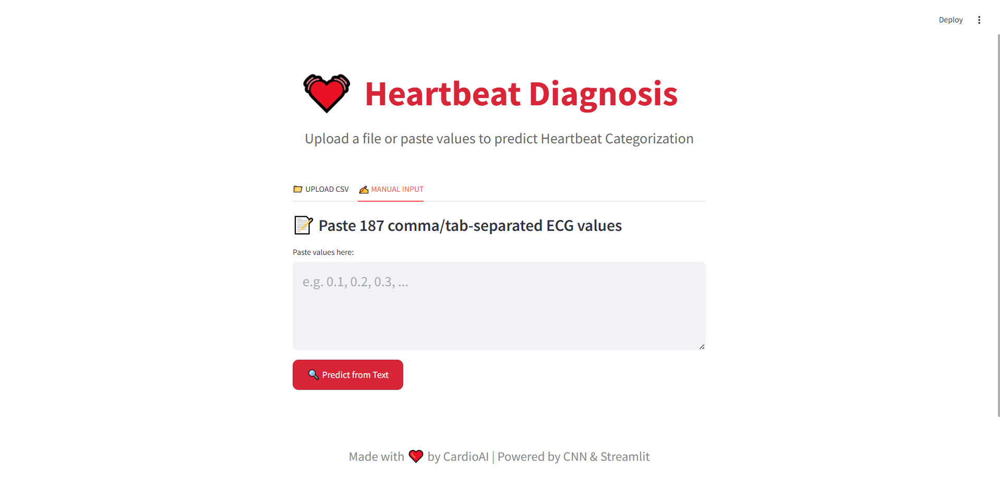 Deploy
Heartbeat Diagnosis
Upload a file or paste values to predict Heartbeat Categorization
UPLOAD CSV
MANUAL INPUT
Paste 187 comma/tab-separated ECG values
Paste values here:
e.g. 0.1, 0.2, 0.3, ...
Predict from Text
Made with ❤️ by CardioAI | Powered by CNN & Streamlit